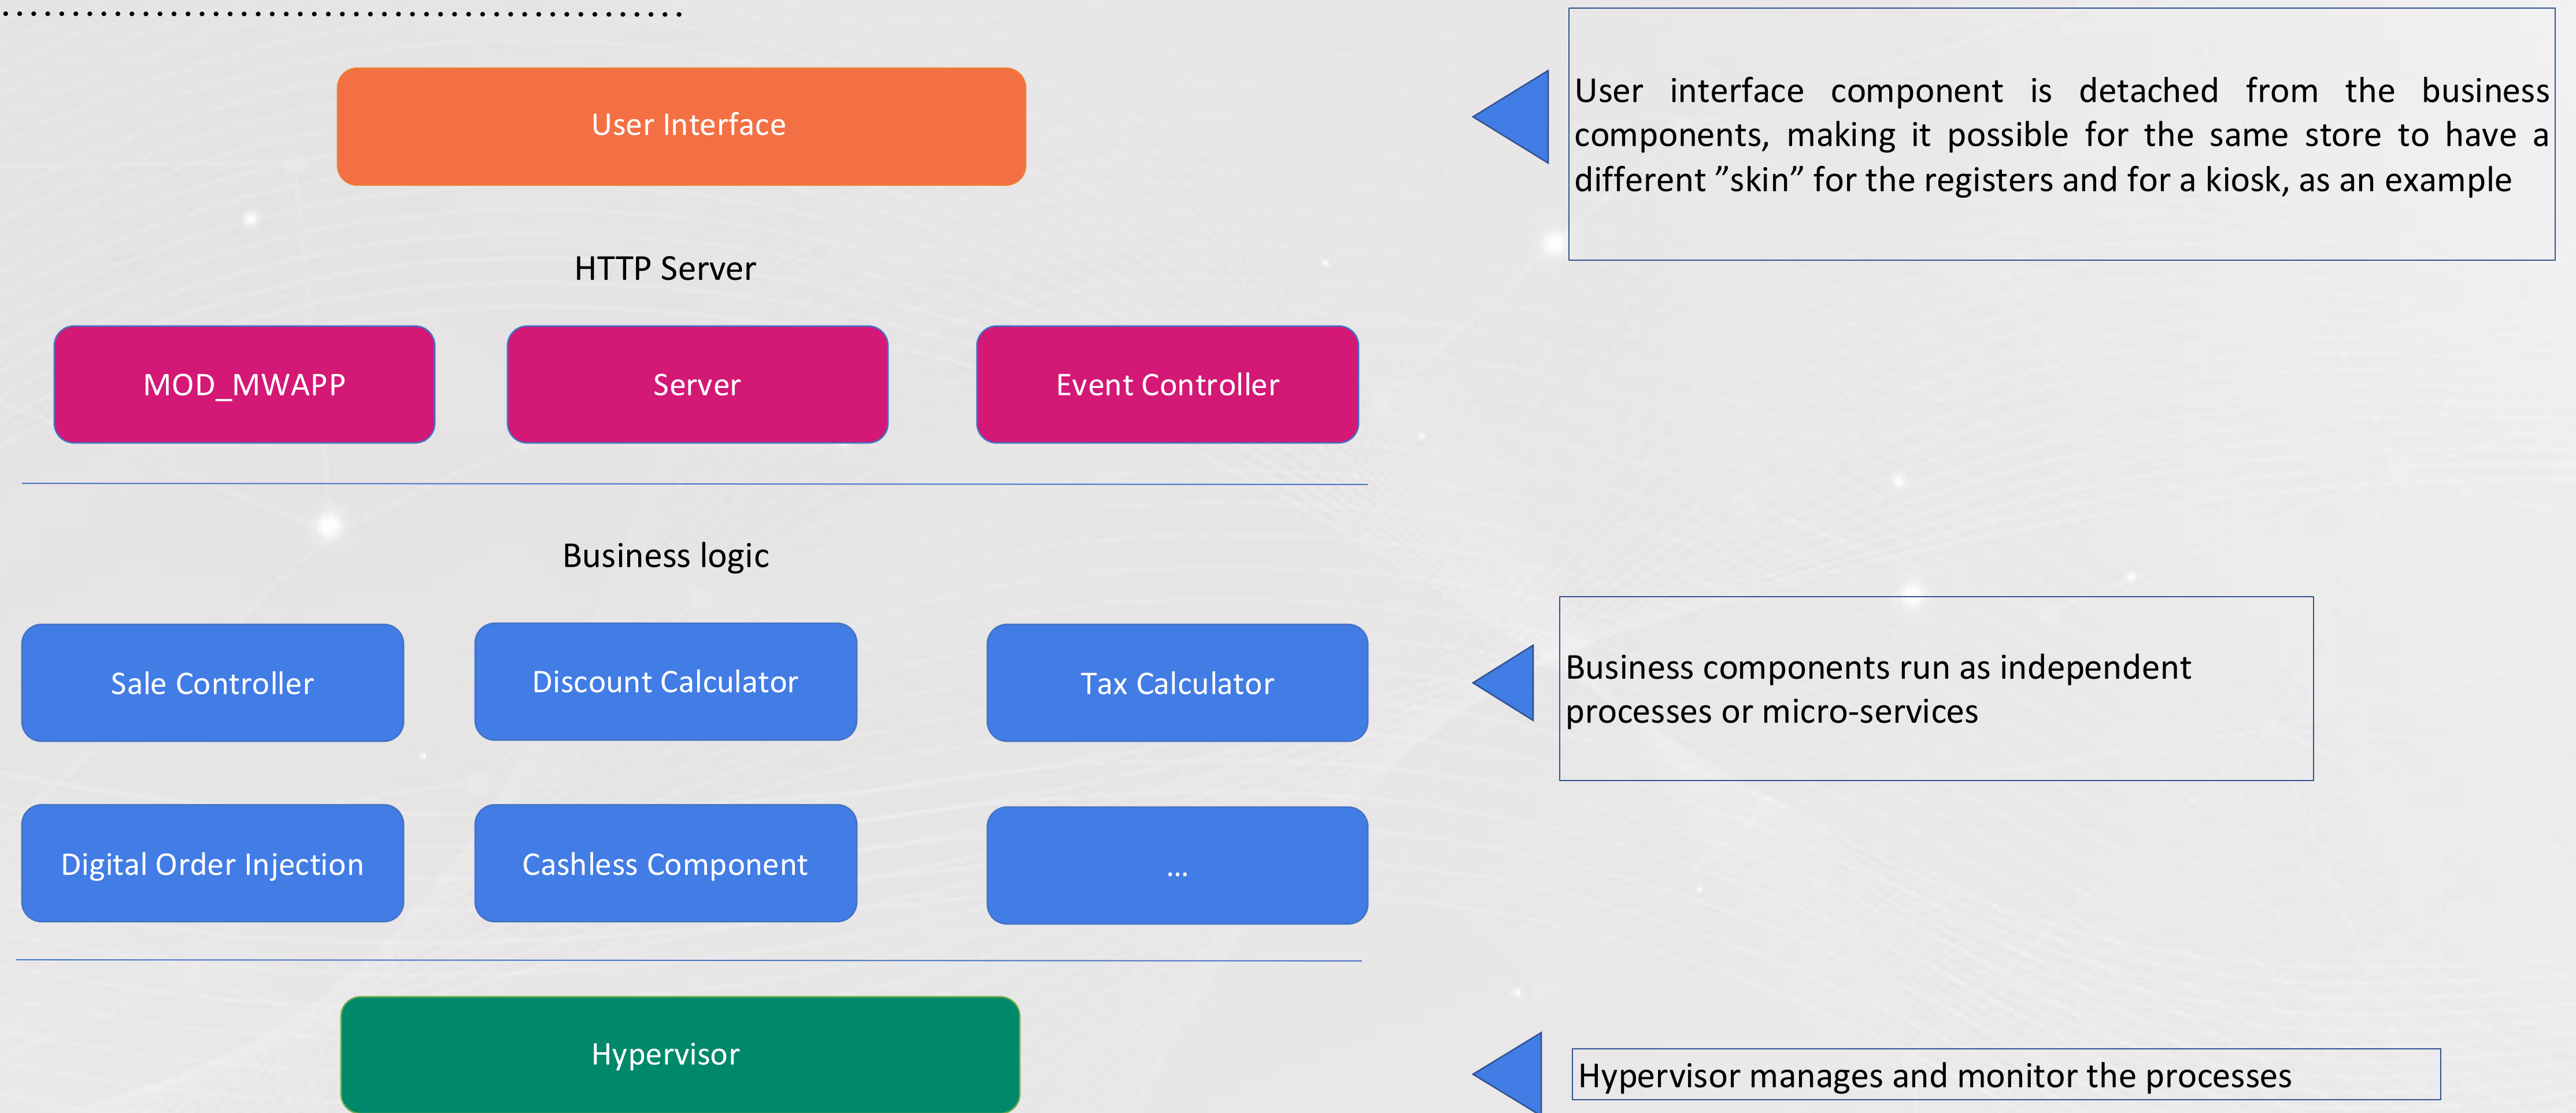 User Interface
User interface component is detached from the business
components, making it possible for the same store to have a
different ”skin” for the registers and for a kiosk, as an example
HTTP Server
MOD_MWAPP
Server
Event Controller
Business logic
Sale Controller
Discount Calculator
Tax Calculator
Business components run as independent
processes or micro-services
Digital Order Injection
Cashless Component
...
Hypervisor
Hypervisor manages and monitor the processes